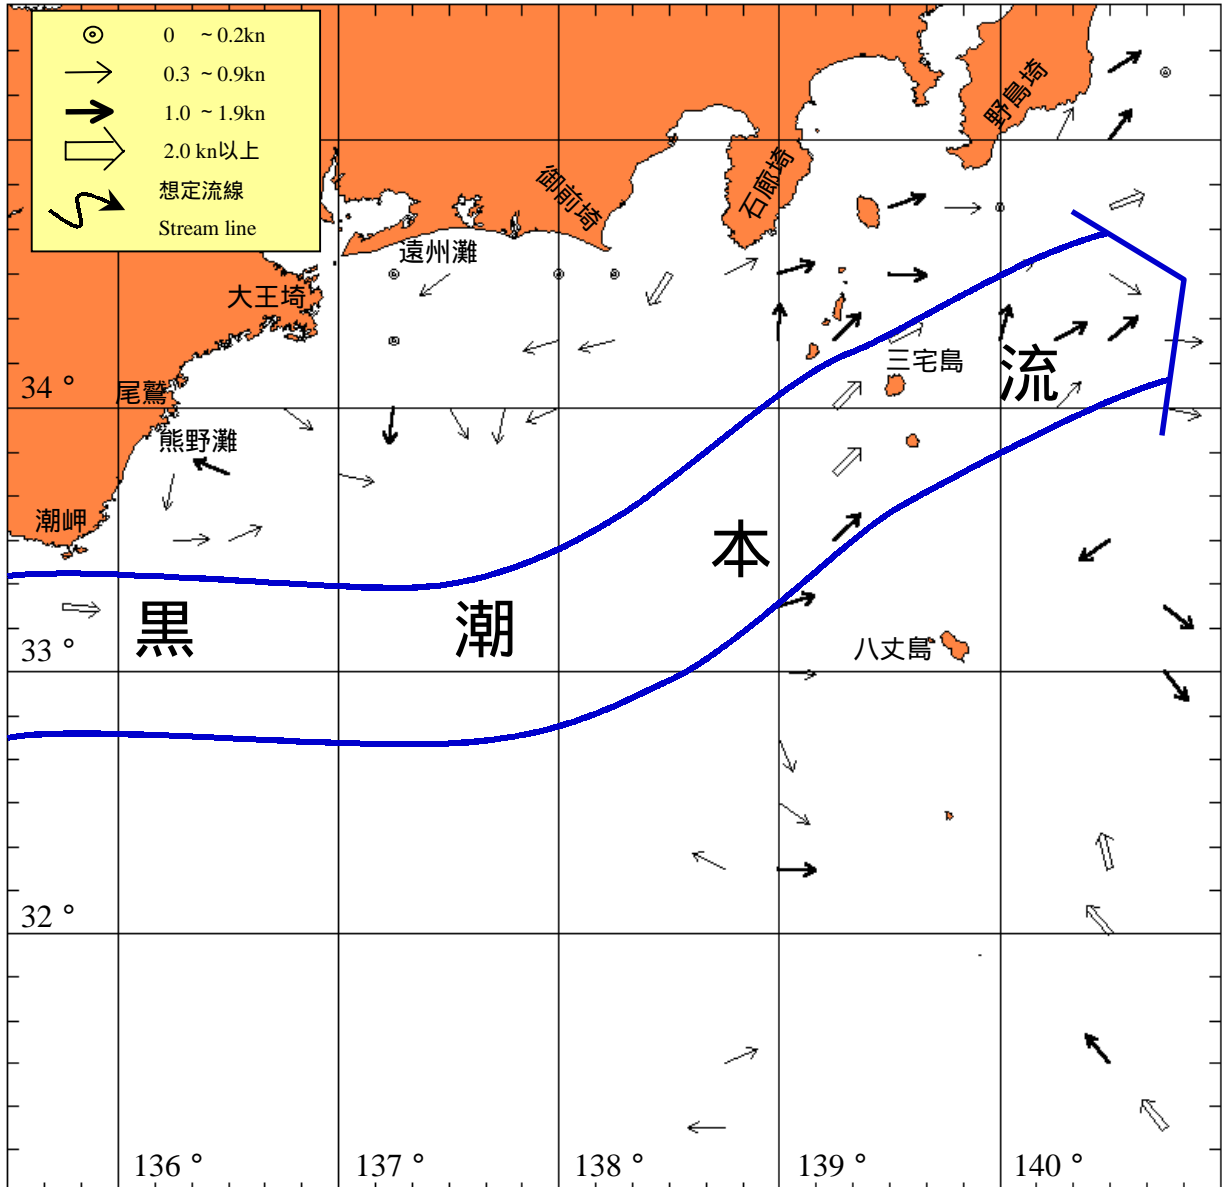 0 ~ 0.2kn
0.3 ~ 0.9kn
1.0 ~ 1.9kn
2.0 kn以上
想定流線
Stream line
野島埼
石廊埼
御前埼
遠州灘
大王埼
三宅島
流
34°
尾鷲
熊野灘
潮岬
本
黒
潮
33°
八丈島
32°
136°
137°
138°
139°
140°